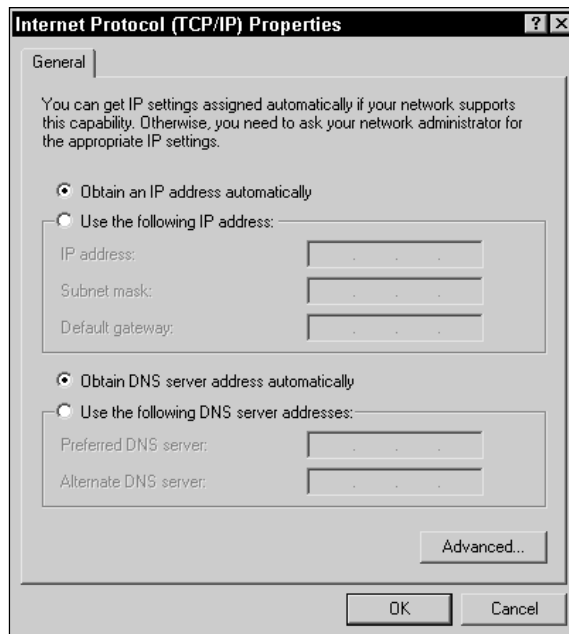 Internet Protocol (TCP/IP) Properties
General
You can get IP settings assigned automatically if your network supports
this capability. Otherwise, you need to ask your network administrator for
the appropriate IP settings.
Obtain an IP address automatically
Use the following IP address:
IP address:
Subnet mask:
Default gateway:
Obtain DNS server address automatically
Use the following DNS server addresses:
Preferred DNS server:
Alternate DNS server:
Advanced...
OK Cancel